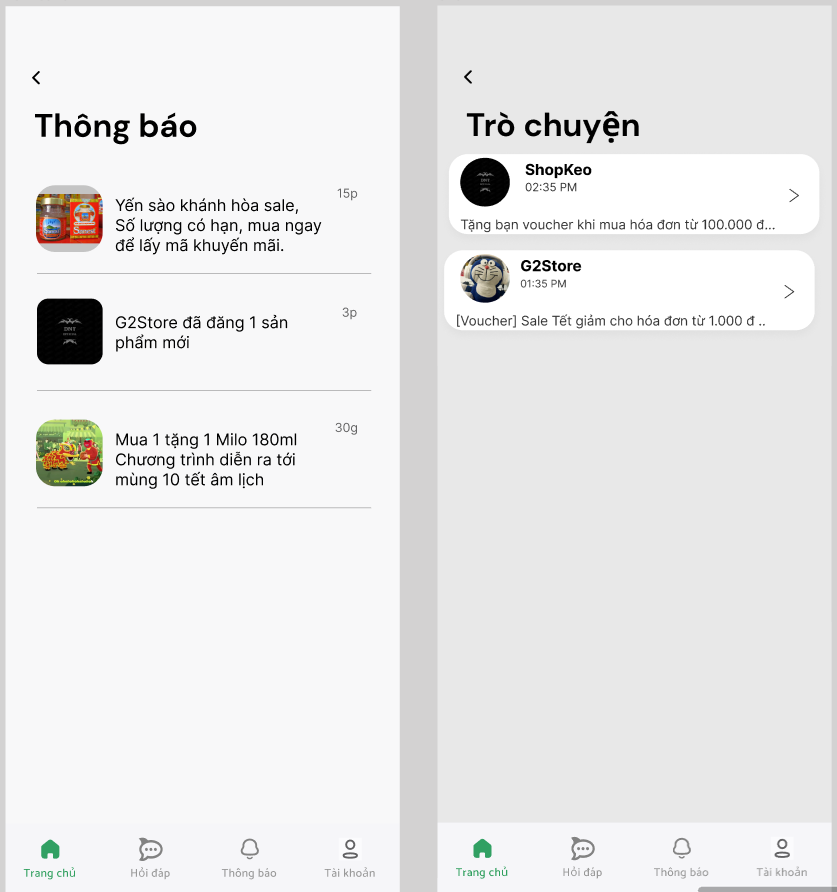 Thông báo
15p
Yến sào khánh hòa sale,
Số lượng có hạn, mua ngay
để lấy mã khuyến mãi.
3p
G2Store đã đăng 1 sản
phẩm mới
30g
Mua 1 tặng 1 Milo 180ml
Chương trình diễn ra tới
mùng 10 tết âm lịch
Trang chủ
Hỏi đáp
Thông báo
Tài khoản
Trò chuyện
ShopKeo
02:35 PM
Tặng bạn voucher khi mua hóa đơn từ 100.000 đ...
G2Store
01:35 PM
[Voucher] Sale Tết giảm cho hóa đơn từ 1.000 đ ..
Trang chủ
Hỏi đáp
Thông báo
Tài khoản